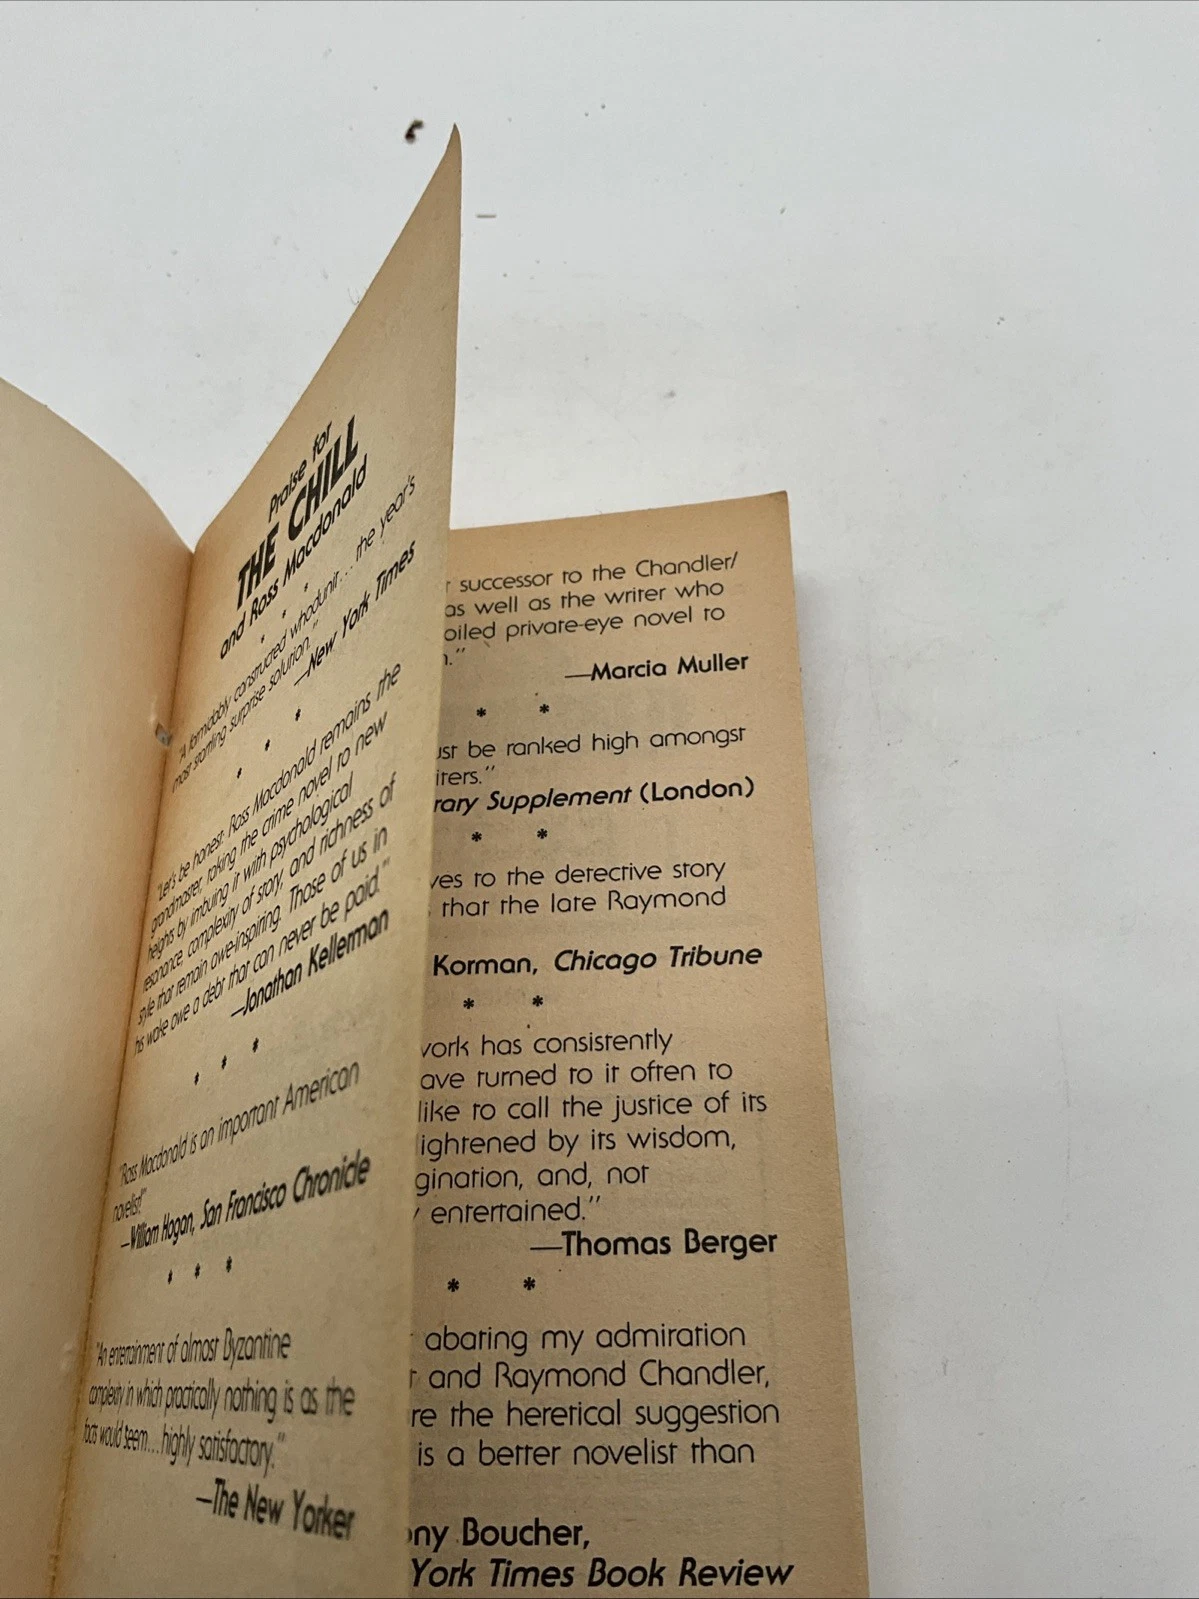 Praise for
THE CHILL
and Ross Macdonald
* * *
"A formidably constructed whodunit... the year's
most startling surprise solution."
—New York Times
* * *
"Let's be honest: Ross Macdonald remains the
grandmaster, taking the crime novel to new
heights by imbuing it with psychological
resonance, complexity of story, and richness of
style that remain awe-inspiring. Those of us in
his wake owe a debt that can never be paid."
—Jonathan Kellerman
* * *
"Ross Macdonald is an important American
novelist!"
—William Hogan, San Francisco Chronicle
* * *
"An entertainment of almost Byzantine
complexity in which practically nothing is as the
facts would seem...highly satisfactory."
—The New Yorker
successor to the Chandler/
as well as the writer who
oiled private-eye novel to
."
—Marcia Muller
* *
ust be ranked high amongst
iters."
rary Supplement (London)
* *
ves to the detective story
that the late Raymond
Korman, Chicago Tribune
* *
work has consistently
ave turned to it often to
like to call the justice of its
lightened by its wisdom,
gination, and, not
entertained."
—Thomas Berger
* *
abating my admiration
and Raymond Chandler,
re the heretical suggestion
is a better novelist than
ny Boucher,
York Times Book Review